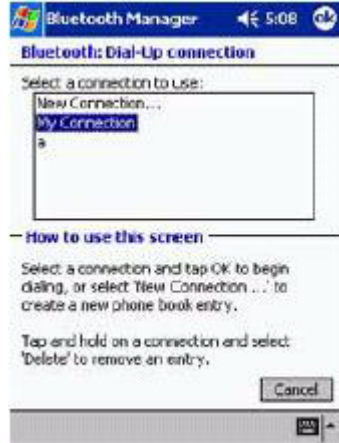 Bluetooth Manager 5:08 ok
Bluetooth: Dial-Up connection
Select a connection to use:
New Connection...
My Connection
a
How to use this screen
Select a connection and tap OK to begin
dialing, or select 'New Connection ...' to
create a new phone book entry.
Tap and hold on a connection and select
'Delete' to remove an entry.
Cancel